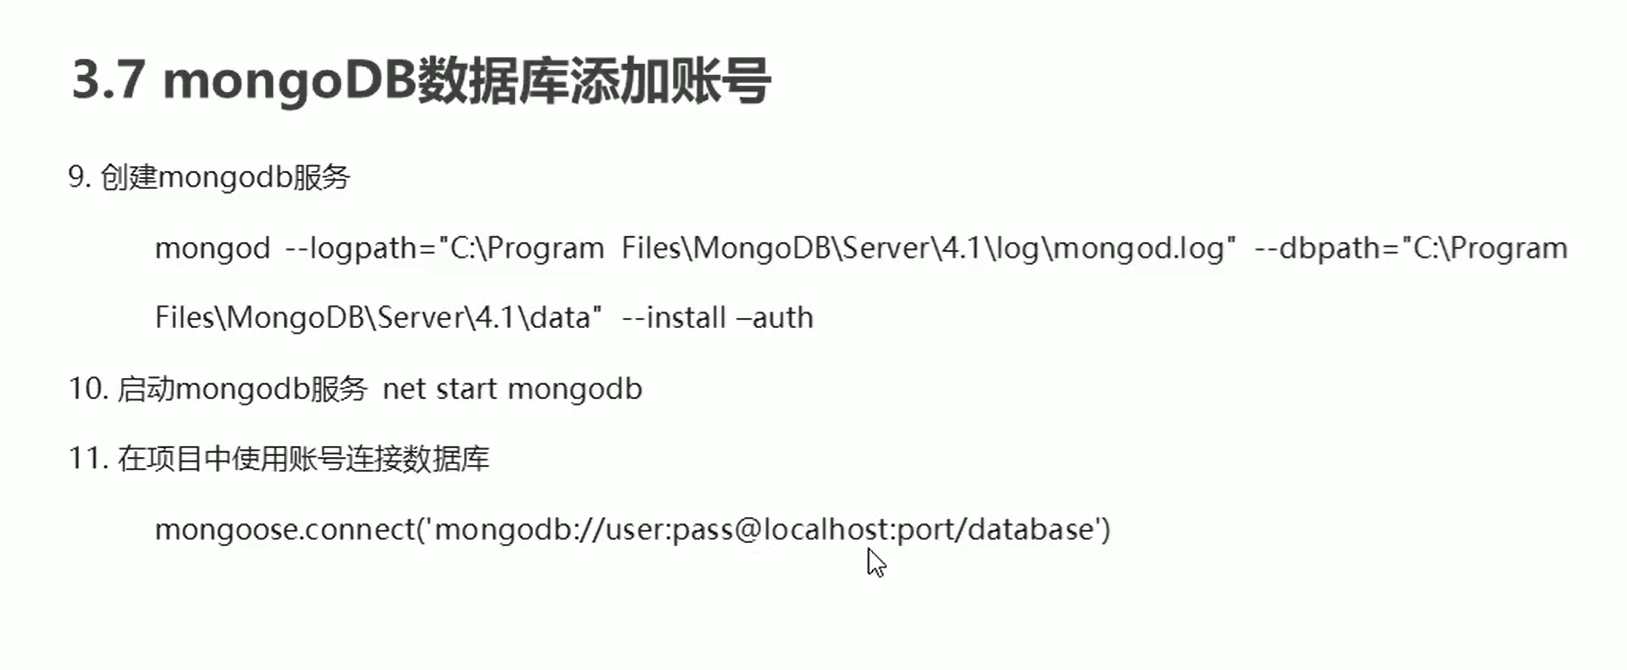 3.7 mongoDB数据库添加账号
9. 创建mongodb服务
mongod --logpath="C:\Program Files\MongoDB\Server\4.1\log\mongod.log" --dbpath="C:\Program
Files\MongoDB\Server\4.1\data" --install –auth
10. 启动mongodb服务 net start mongodb
11. 在项目中使用账号连接数据库
mongoose.connect('mongodb://user:pass@localhost:port/database')